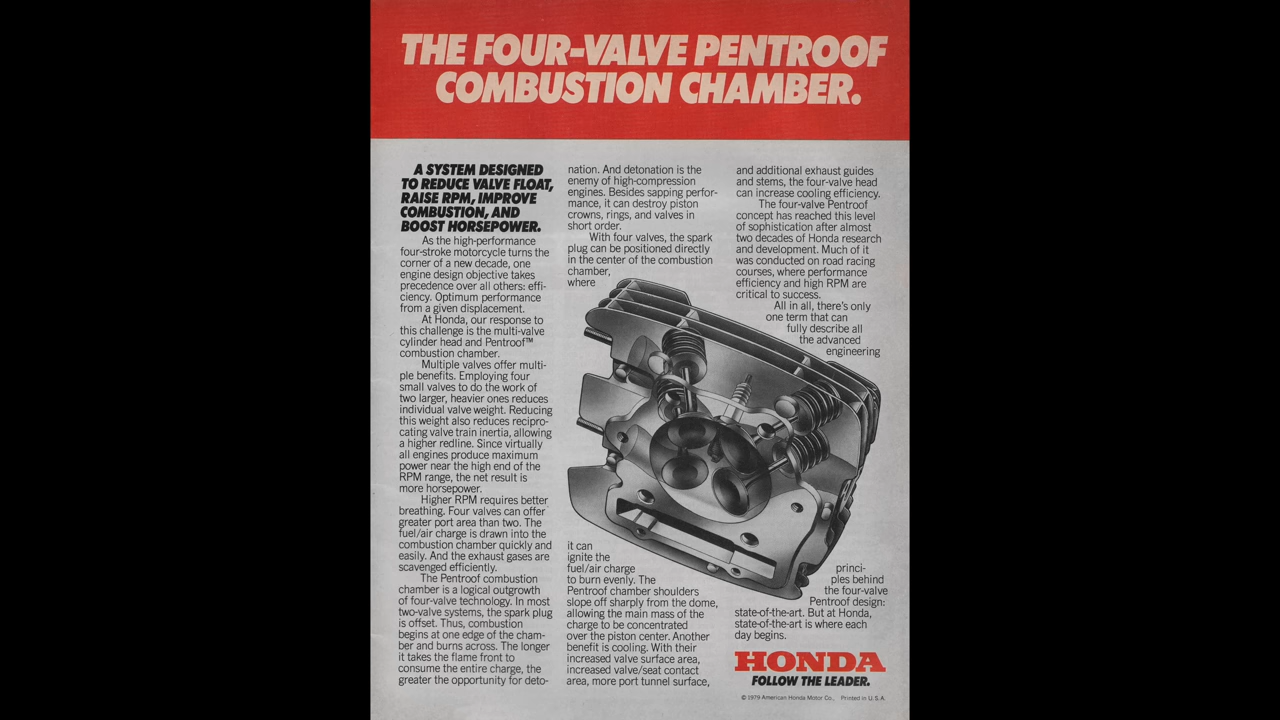 THE FOUR-VALVE PENTROOF
COMBUSTION CHAMBER.
A SYSTEM DESIGNED
TO REDUCE VALVE FLOAT,
RAISE RPM, IMPROVE
COMBUSTION, AND
BOOST HORSEPOWER.
As the high-performance
four-stroke motorcycle turns the
corner of a new decade, one
engine design objective takes
precedence over all others: effi-
ciency. Optimum performance
from a given displacement.
At Honda, our response to
this challenge is the multi-valve
cylinder head and Pentroof™
combustion chamber.
Multiple valves offer multi-
ple benefits. Employing four
small valves to do the work of
two larger, heavier ones reduces
individual valve weight. Reducing
this weight also reduces recipro-
cating valve train inertia, allowing
a higher redline. Since virtually
all engines produce maximum
power near the high end of the
RPM range, the net result is
more horsepower.
Higher RPM requires better
breathing. Four valves can offer
greater port area than two. The
fuel/air charge is drawn into the
combustion chamber quickly and
easily. And the exhaust gases are
scavenged efficiently.
The Pentroof combustion
chamber is a logical outgrowth
of four-valve technology. In most
two-valve systems, the spark plug
is offset. Thus, combustion
begins at one edge of the cham-
ber and burns across. The longer
it takes the flame front to
consume the entire charge, the
greater the opportunity for deto-
nation. And detonation is the
enemy of high-compression
engines. Besides sapping perfor-
mance, it can destroy piston
crowns, rings, and valves in
short order.
With four valves, the spark
plug can be positioned directly
in the center of the combustion
chamber,
where
it can
ignite the
fuel/air charge
to burn evenly. The
Pentroof chamber shoulders
slope off sharply from the dome,
allowing the main mass of the
charge to be concentrated
over the piston center. Another
benefit is cooling. With their
increased valve surface area,
increased valve/seat contact
area, more port tunnel surface,
and additional exhaust guides
and stems, the four-valve head
can increase cooling efficiency.
The four-valve Pentroof
concept has reached this level
of sophistication after almost
two decades of Honda research
and development. Much of it
was conducted on road racing
courses, where performance
efficiency and high RPM are
critical to success.
All in all, there's only
one term that can
fully describe all
the advanced
engineering
princi-
ples behind
the four-valve
Pentroof design:
state-of-the-art. But at Honda,
state-of-the-art is where each
day begins.
HONDA
FOLLOW THE LEADER.
© 1979 American Honda Motor Co., Printed in U.S.A.